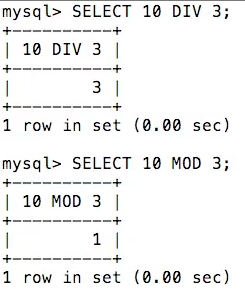 mysql> SELECT 10 DIV 3;
+----------+
| 10 DIV 3 |
+----------+
|        3 |
+----------+
1 row in set (0.00 sec)

mysql> SELECT 10 MOD 3;
+----------+
| 10 MOD 3 |
+----------+
|        1 |
+----------+
1 row in set (0.00 sec)